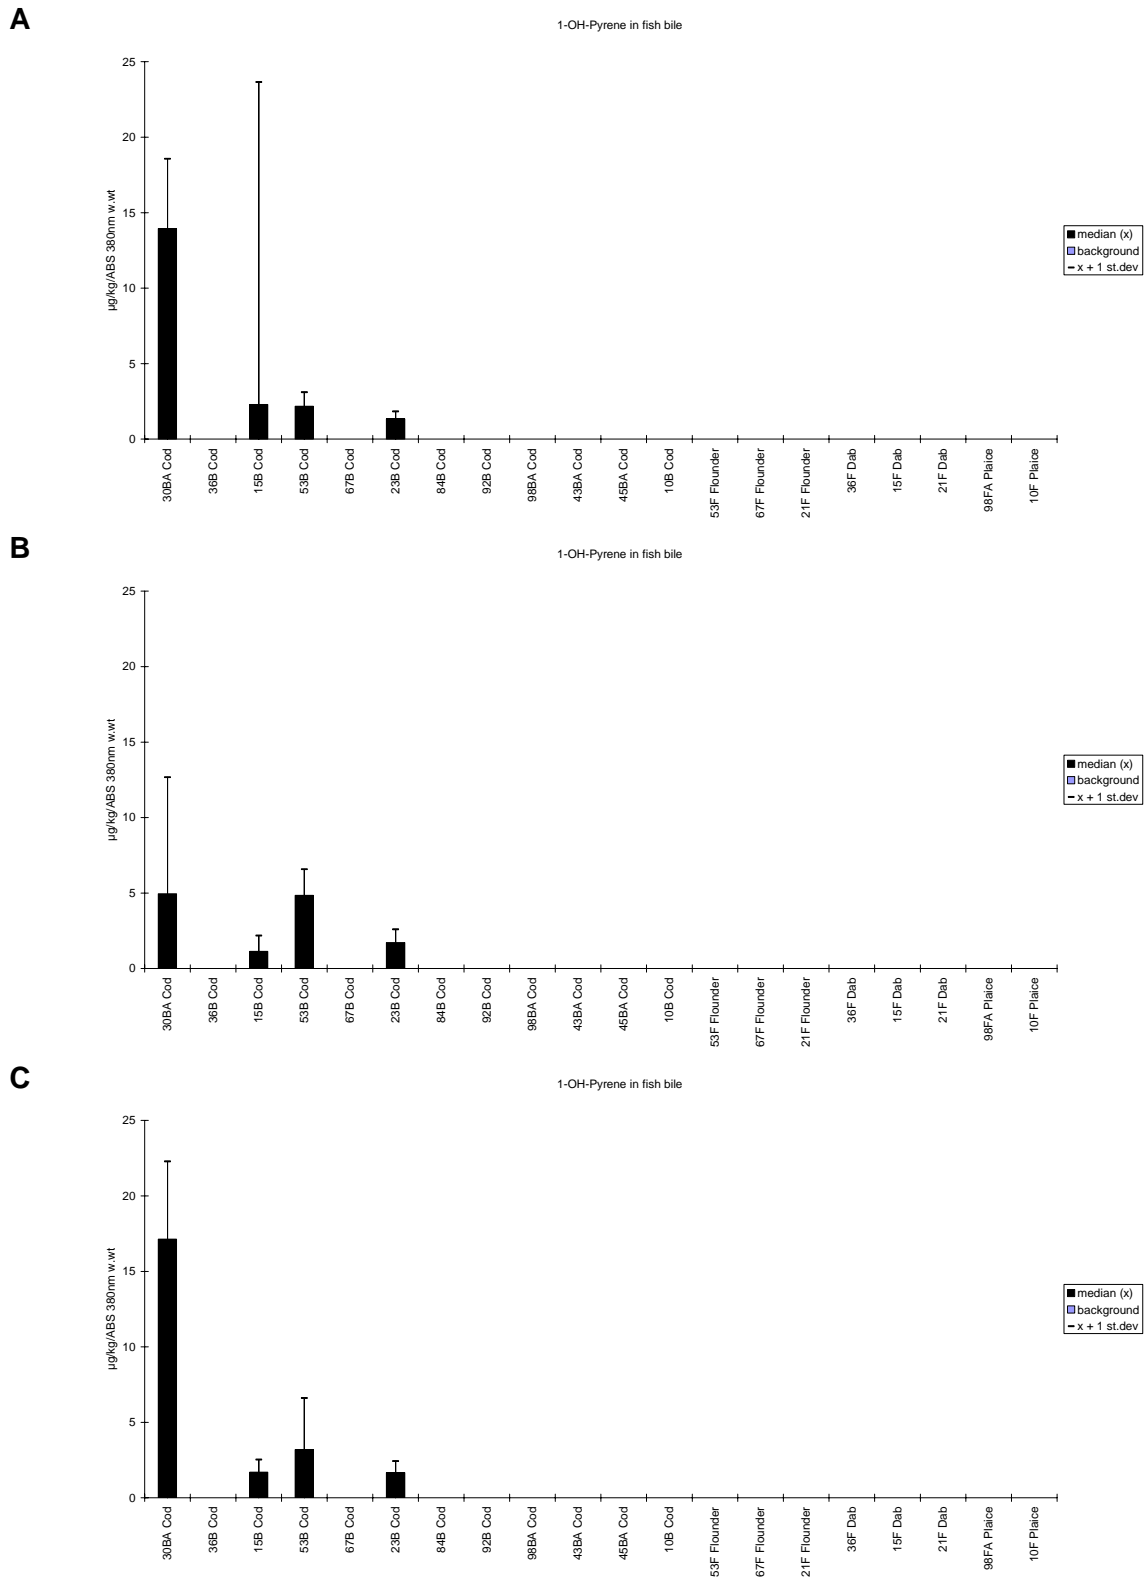 A
1-OH-Pyrene in fish bile
25
20
15
10
5
0
µg/kg/ABS 380nm w.wt
30BA Cod
36B Cod
15B Cod
53B Cod
67B Cod
23B Cod
84B Cod
92B Cod
98BA Cod
43BA Cod
45BA Cod
10B Cod
53F Flounder
67F Flounder
21F Flounder
36F Dab
15F Dab
21F Dab
98FA Plaice
10F Plaice
median (x)
background
x + 1 st.dev
B
1-OH-Pyrene in fish bile
25
20
15
10
5
0
µg/kg/ABS 380nm w.wt
30BA Cod
36B Cod
15B Cod
53B Cod
67B Cod
23B Cod
84B Cod
92B Cod
98BA Cod
43BA Cod
45BA Cod
10B Cod
53F Flounder
67F Flounder
21F Flounder
36F Dab
15F Dab
21F Dab
98FA Plaice
10F Plaice
median (x)
background
x + 1 st.dev
C
1-OH-Pyrene in fish bile
25
20
15
10
5
0
µg/kg/ABS 380nm w.wt
30BA Cod
36B Cod
15B Cod
53B Cod
67B Cod
23B Cod
84B Cod
92B Cod
98BA Cod
43BA Cod
45BA Cod
10B Cod
53F Flounder
67F Flounder
21F Flounder
36F Dab
15F Dab
21F Dab
98FA Plaice
10F Plaice
median (x)
background
x + 1 st.dev